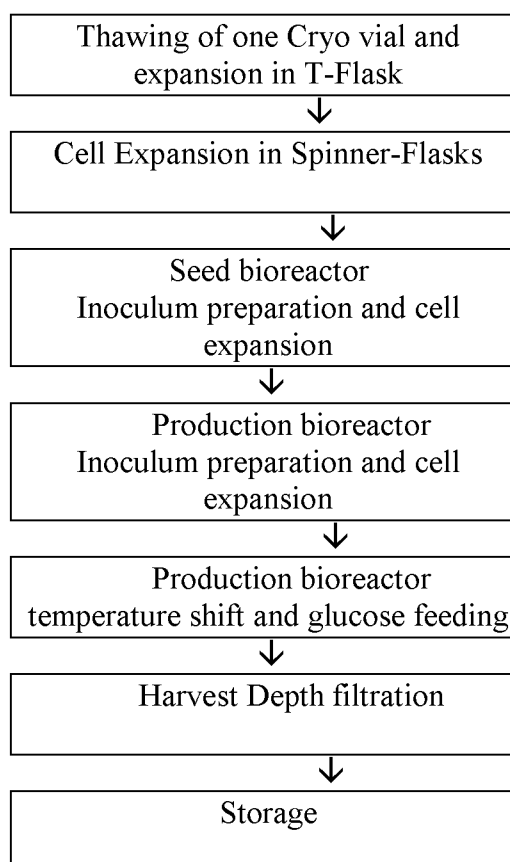 Thawing of one Cryo vial and
expansion in T-Flask
Cell Expansion in Spinner-Flasks
Seed bioreactor
Inoculum preparation and cell
expansion
Production bioreactor
Inoculum preparation and cell
expansion
Production bioreactor
temperature shift and glucose feeding
Harvest Depth filtration
Storage